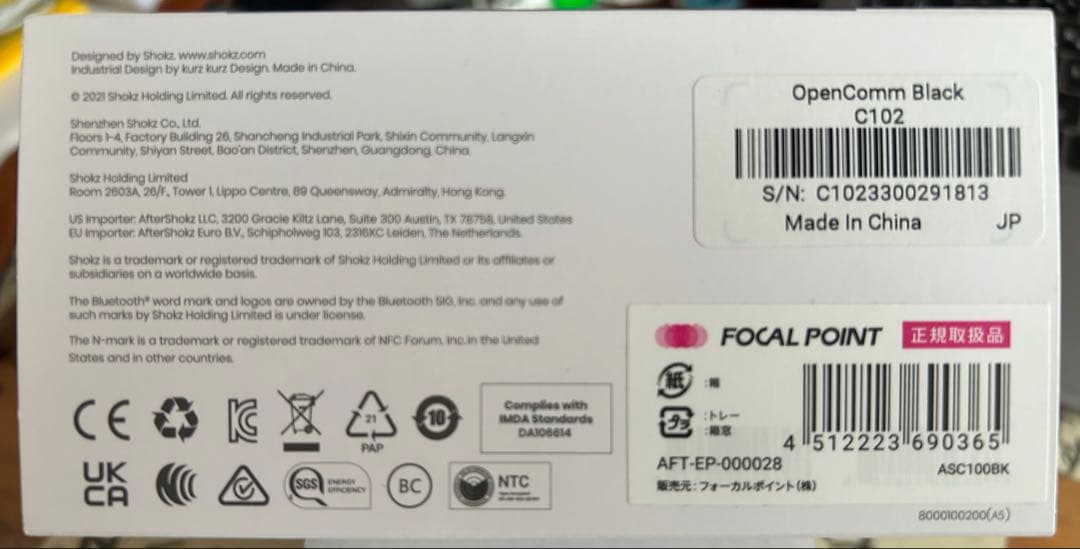 Designed by Shokz. www.shokz.com
Industrial Design by kurz kurz Design. Made in China.
© 2021 Shokz Holding Limited. All rights reserved.
Shenzhen Shokz Co., Ltd.
Floors 1-4, Factory Building 26, Shancheng Industrial Park, Shixin Community, Langxin
Community, Shiyan Street, Bao'an District, Shenzhen, Guangdong, China
Shokz Holding Limited
Room 2603A, 26/F, Tower 1, Lippo Centre, 89 Queensway, Admiralty, Hong Kong.
US Importer: AfterShokz LLC, 3200 Gracie Kiltz Lane, Suite 300 Austin, TX 78758, United States
EU Importer: AfterShokz Euro B.V., Schipholweg 103, 2316XC Leiden, The Netherlands.
Shokz is a trademark or registered trademark of Shokz Holding Limited or its affiliates or
subsidiaries on a worldwide basis.
The Bluetooth® word mark and logos are owned by the Bluetooth SIG, Inc. and any use of
such marks by Shokz Holding Limited is under license.
The N-mark is a trademark or registered trademark of NFC Forum, Inc.in the United
States and in other countries.
CE
21
PAP
10
Complies with
IMDA Standards
DA106614
UK
CA
SGS ENERGY
EFFICIENCY
BC
NTC
OpenComm Black
C102
S/N: C1023300291813
Made In China JP
FOCAL POINT 正規取扱品
紙 :箱
プラ :トレー
:箱窓
4 512223 690365
AFT-EP-000028 ASC100BK
販売元:フォーカルポイント(株)
8000100200(A5)